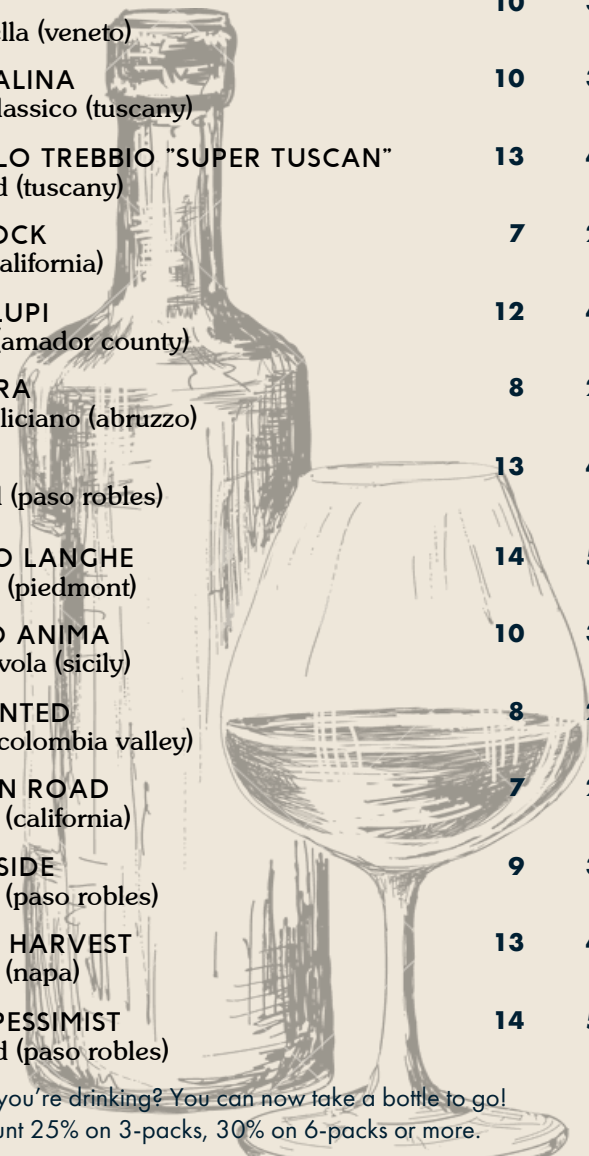 10
lla (veneto)
ALINA 10
lassico (tuscany)
LO TREBBIO "SUPER TUSCAN" 13
d (tuscany)
OCK 7
alifornia)
LUPI 12
(amador county)
RA 8
liciano (abruzzo)
13
l (paso robles)
O LANGHE 14
(piedmont)
O ANIMA 10
vola (sicily)
NTED 8
colombia valley)
N ROAD 7
(california)
SIDE 9
(paso robles)
HARVEST 13
(napa)
PESSIMIST 14
d (paso robles)
you're drinking? You can now take a bottle to go!
unt 25% on 3-packs, 30% on 6-packs or more.